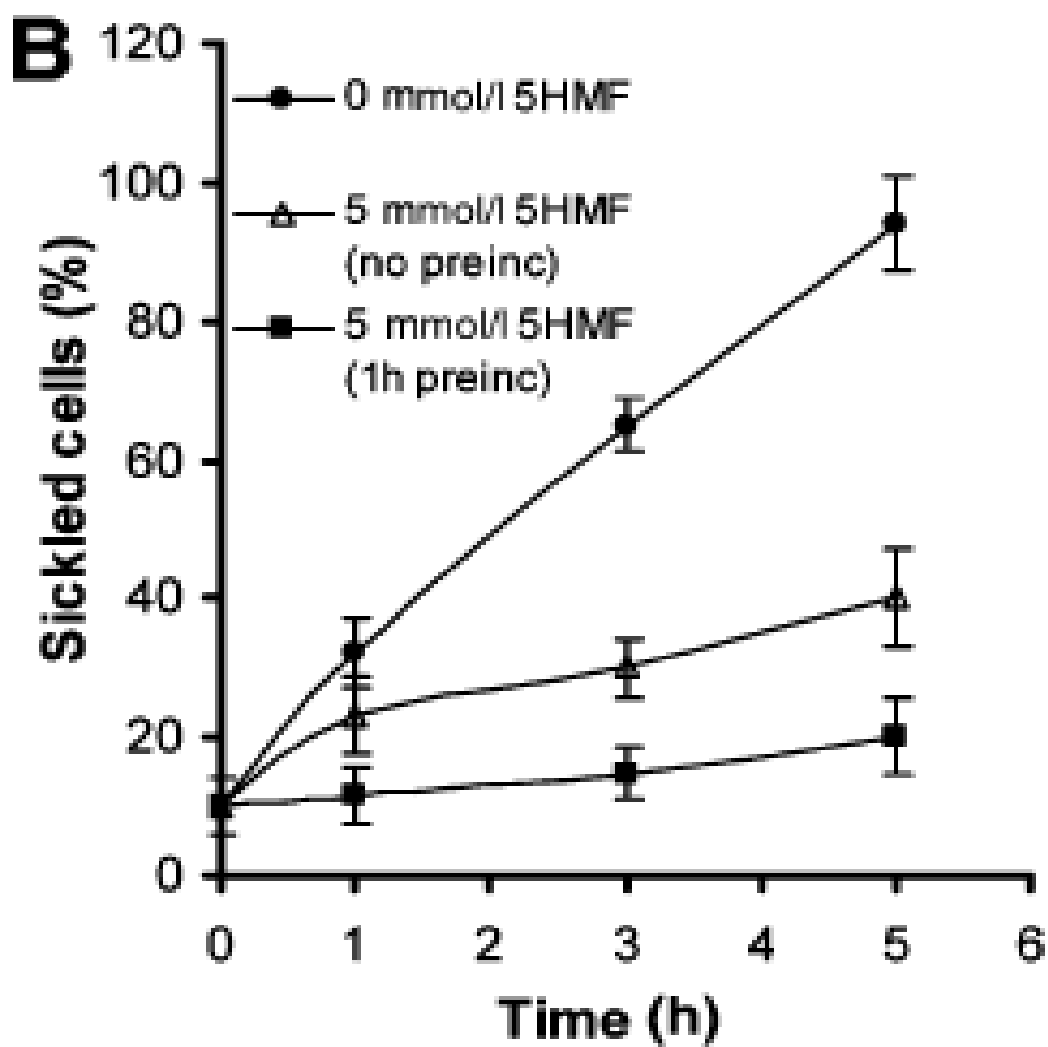 B
120
100
80
60
40
20
0
Sickled cells (%)
0 mmol/l 5HMF
5 mmol/l 5HMF
(no preinc)
5 mmol/l 5HMF
(1h preinc)
0 1 2 3 4 5 6
Time (h)